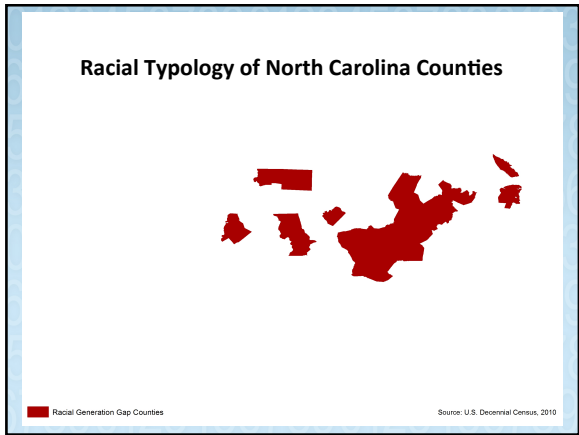 Racial Typology of North Carolina Counties
Racial Generation Gap Counties
Source: U.S. Decennial Census, 2010